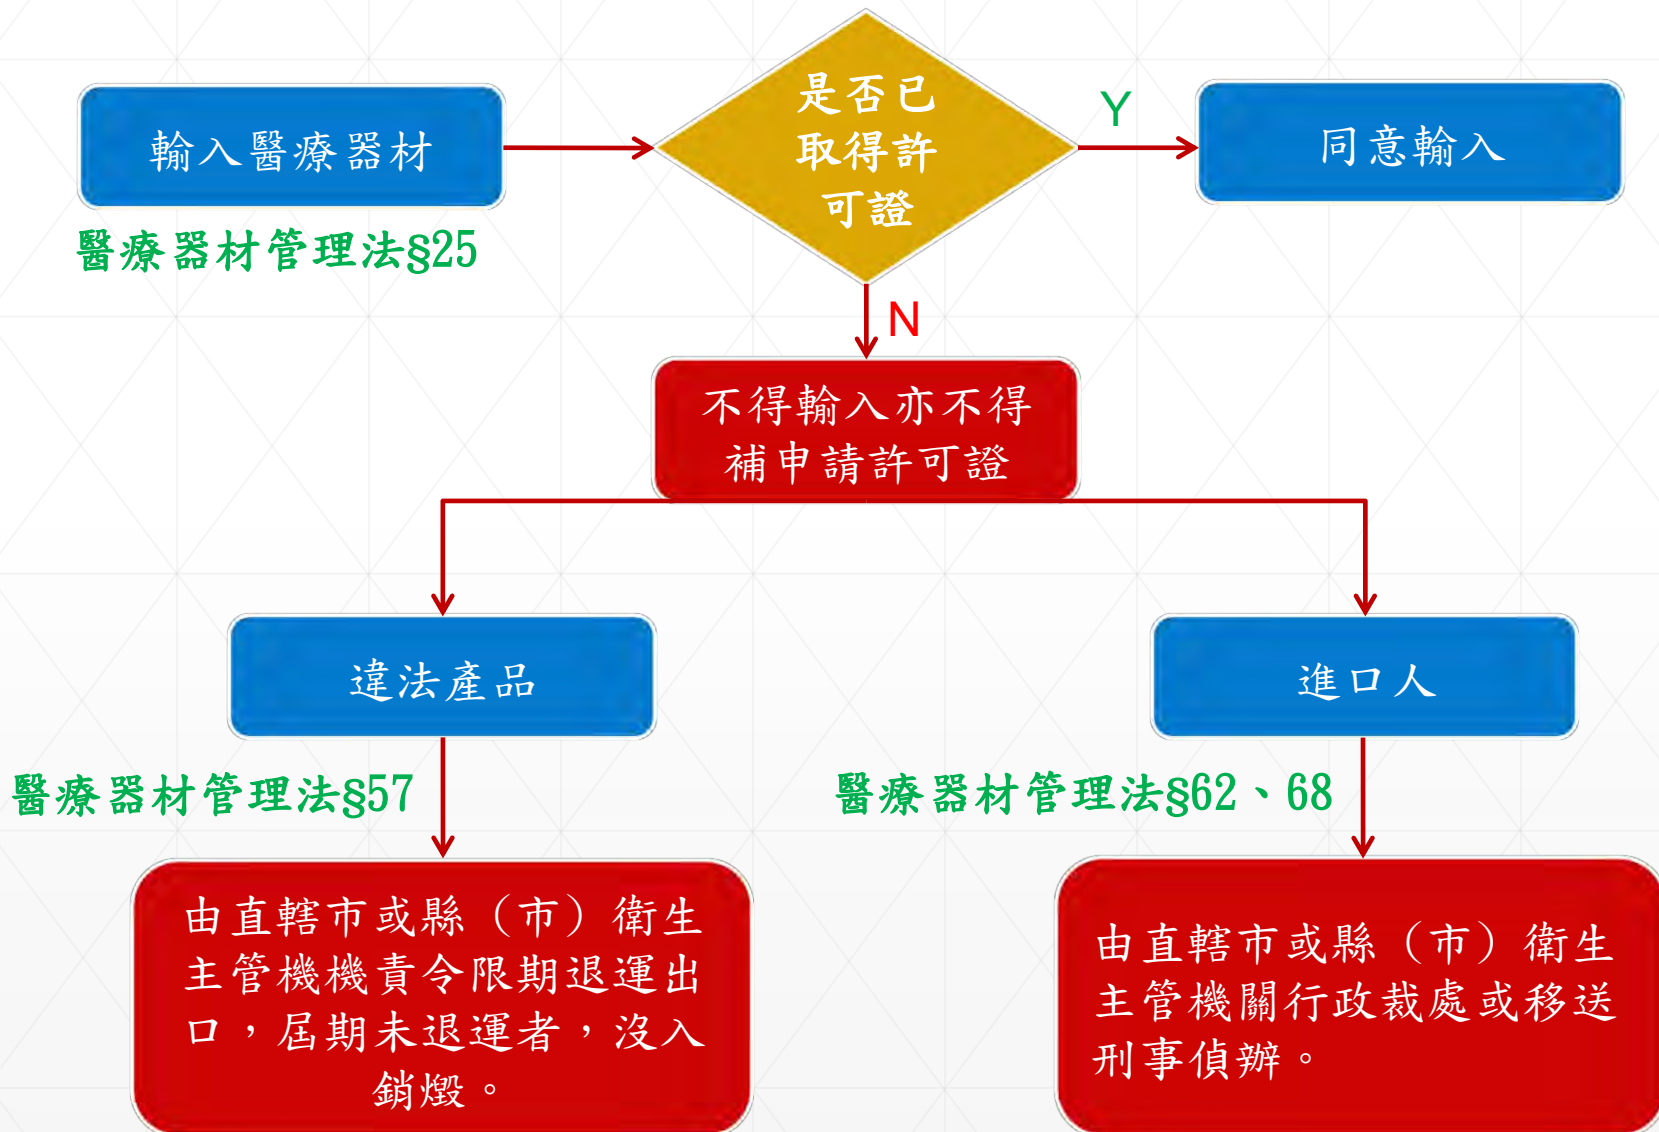 是否已
取得許
可證
輸入醫療器材
Y
同意輸入
醫療器材管理法§25
N
不得輸入亦不得
補申請許可證
違法產品
進口人
醫療器材管理法§57
醫療器材管理法§62、68
由直轄市或縣（市）衛生
主管機機責令限期退運出
口，屆期未退運者，沒入
銷燬。
由直轄市或縣（市）衛生
主管機關行政裁處或移送
刑事偵辦。